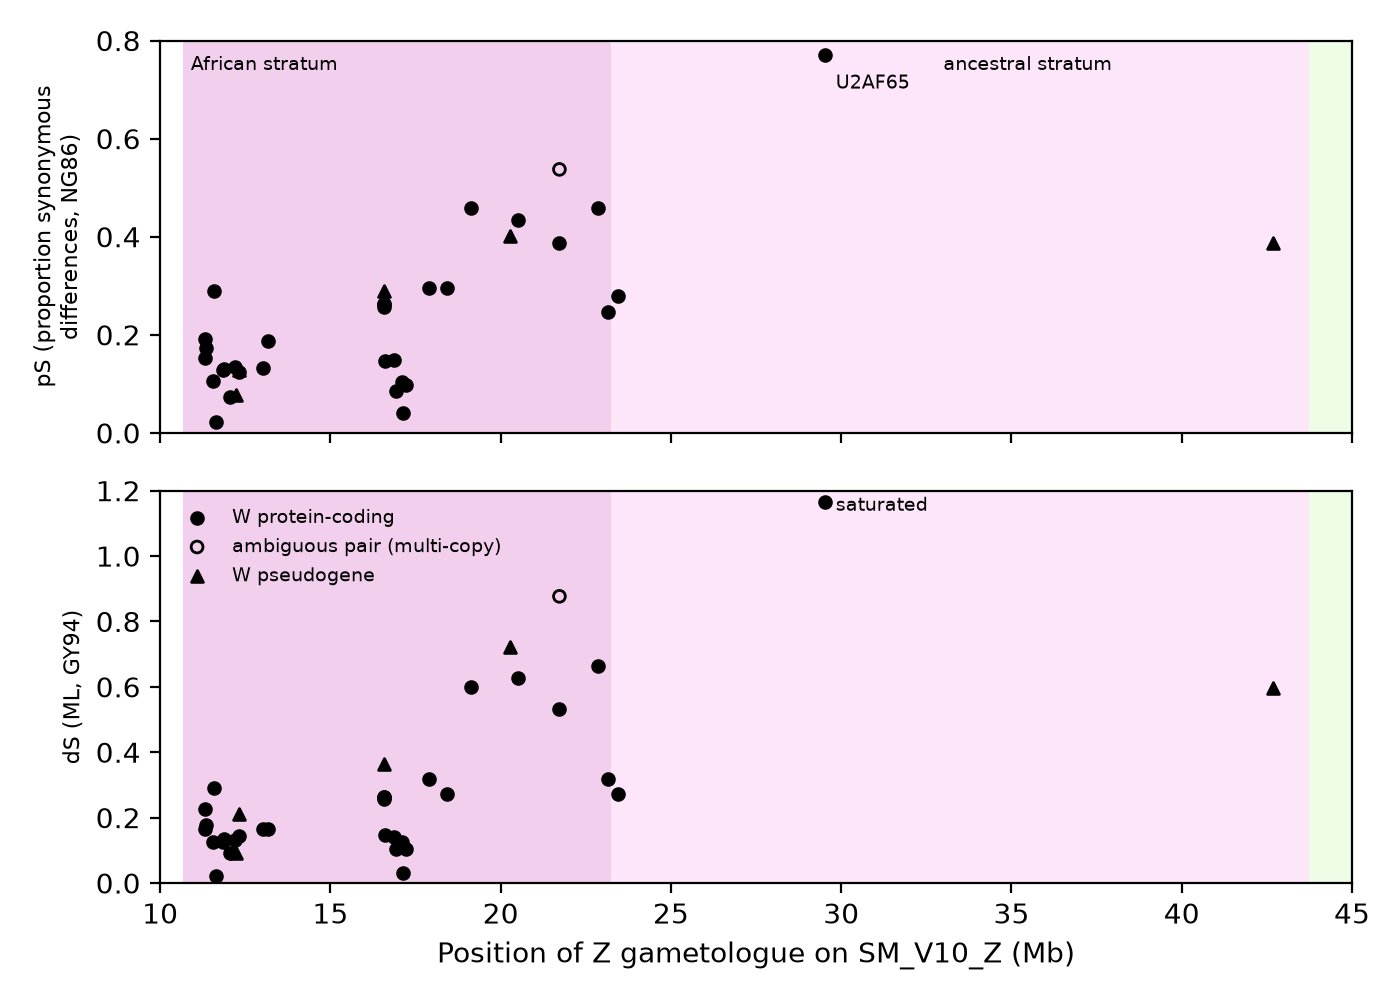 0.8
0.6
0.4
0.2
0.0
pS (proportion synonymous
differences, NG86)
African stratum
ancestral stratum
U2AF65
1.2
1.0
0.8
0.6
0.4
0.2
0.0
dS (ML, GY94)
saturated
W protein-coding
ambiguous pair (multi-copy)
W pseudogene
10 15 20 25 30 35 40 45
Position of Z gametologue on SM_V10_Z (Mb)